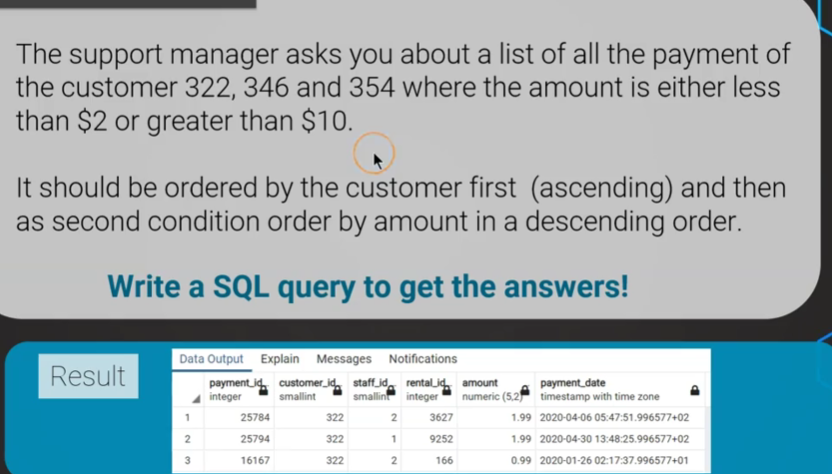 The support manager asks you about a list of all the payment of
the customer 322, 346 and 354 where the amount is either less
than $2 or greater than $10.
It should be ordered by the customer first (ascending) and then
as second condition order by amount in a descending order.
Write a SQL query to get the answers!
Result
Data Output Explain Messages Notifications
payment_id customer_id staff_id rental_id amount payment_date
integer smallint smallint integer numeric (5,2) timestamp with time zone
1 25784 322 2 3627 1.99 2020-04-06 05:47:51.996577+02
2 25794 322 1 9252 1.99 2020-04-30 13:48:25.996577+02
3 16167 322 2 166 0.99 2020-01-26 02:17:37.996577+01